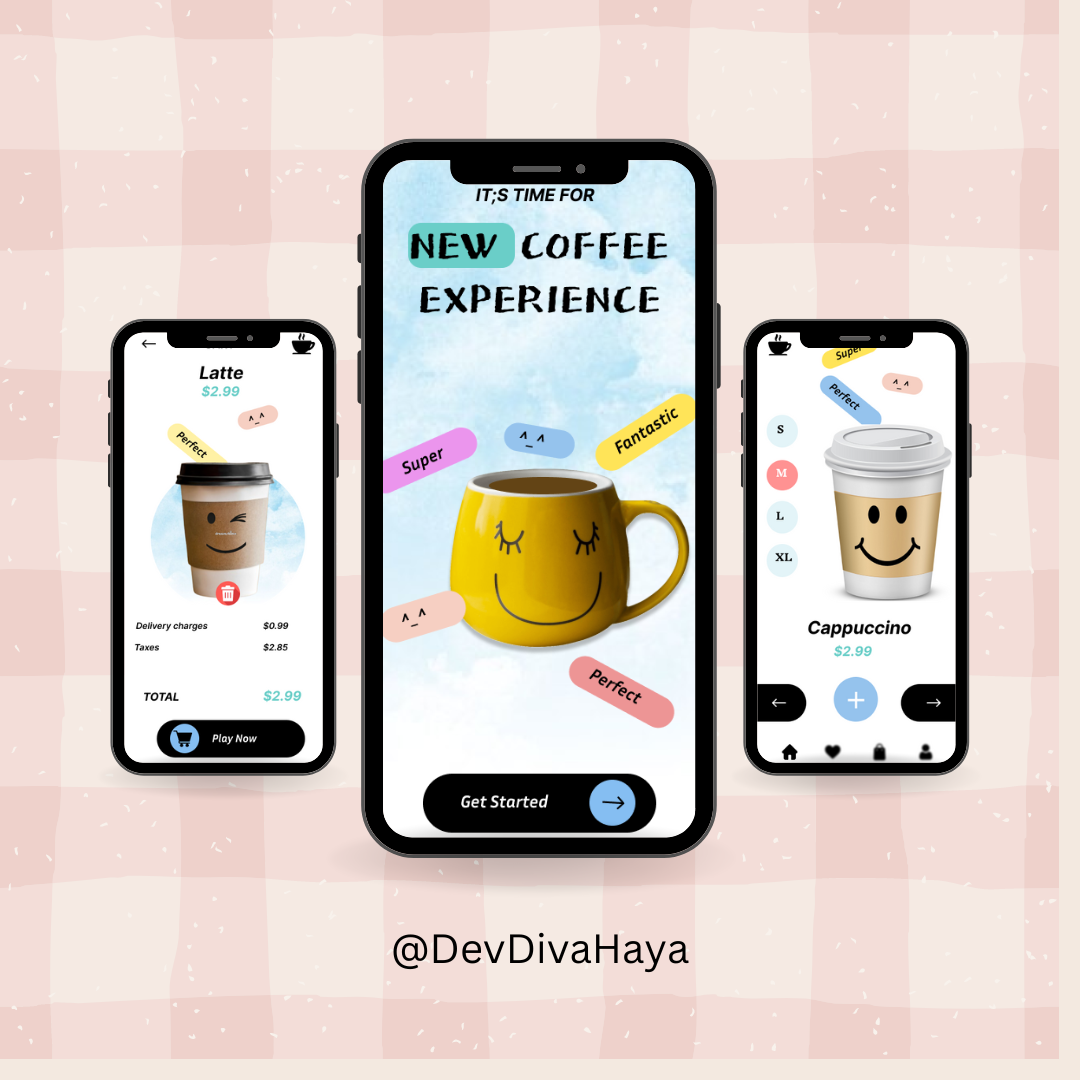 IT;S TIME FOR
NEW COFFEE
EXPERIENCE
Super
^_^
Fantastic
^_^
Perfect
Get Started
Latte
$2.99
^_^
Perfect
Delivery charges $0.99
Taxes $2.85
TOTAL $2.99
Play Now
Super
^_^
Perfect
S
M
L
XL
Cappuccino
$2.99
@DevDivaHaya